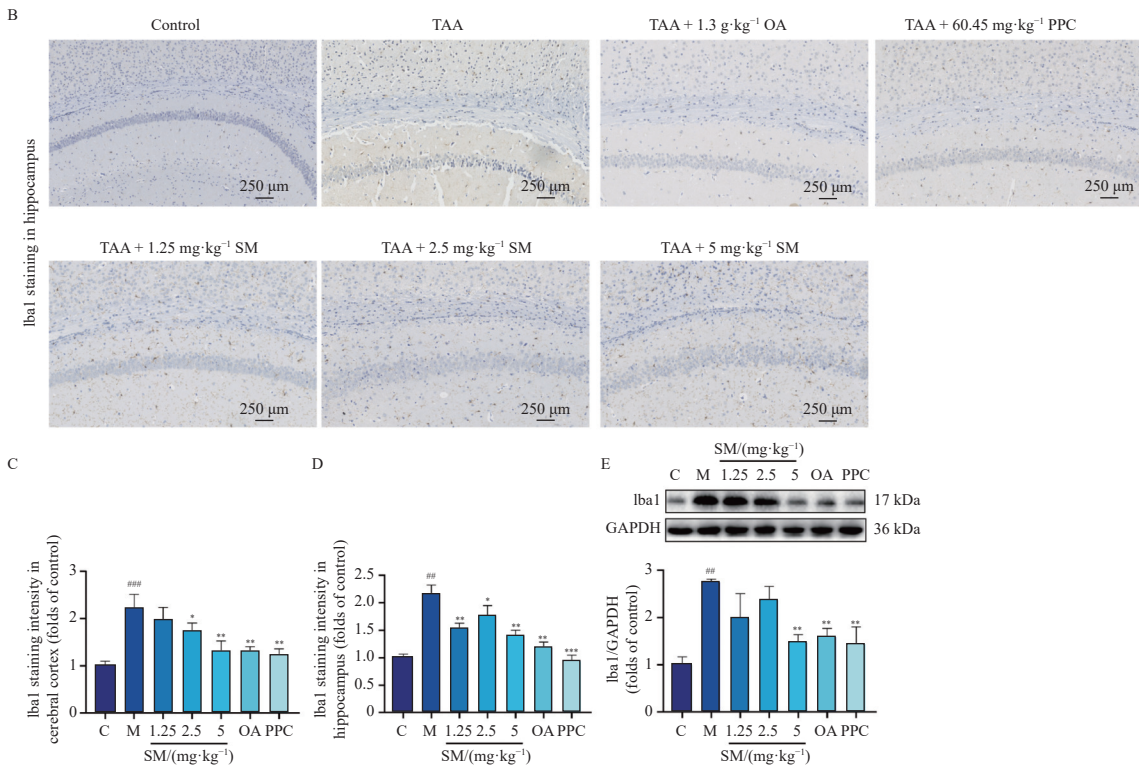 B
Control
TAA
TAA + 1.3 g·kg⁻¹ OA
TAA + 60.45 mg·kg⁻¹ PPC
Iba1 staining in hippocampus
250 μm
250 μm
250 μm
250 μm
TAA + 1.25 mg·kg⁻¹ SM
TAA + 2.5 mg·kg⁻¹ SM
TAA + 5 mg·kg⁻¹ SM
250 μm
250 μm
250 μm
C
Iba1 staining intensity in
cerebral cortex (folds of control)
3
2
1
0
###
*
**
**
**
C M 1.25 2.5 5 OA PPC
SM/(mg·kg⁻¹)
D
Iba1 staining intensity in
hippocampus (folds of control)
2.5
2.0
1.5
1.0
0.5
0.0
##
**
*
**
**
***
C M 1.25 2.5 5 OA PPC
SM/(mg·kg⁻¹)
E
SM/(mg·kg⁻¹)
C M 1.25 2.5 5 OA PPC
Iba1 17 kDa
GAPDH 36 kDa
Iba1/GAPDH
(folds of control)
3
2
1
0
##
**
**
**
C M 1.25 2.5 5 OA PPC
SM/(mg·kg⁻¹)